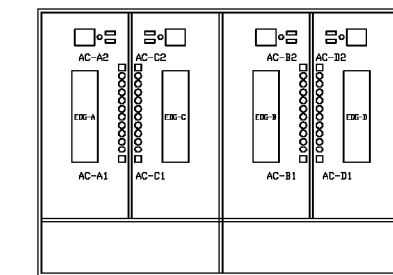 AC-A2 AC-C2 AC-B2 AC-D2
EDG-A EDG-C EDG-B EDG-D
AC-A1 AC-C1 AC-B1 AC-D1